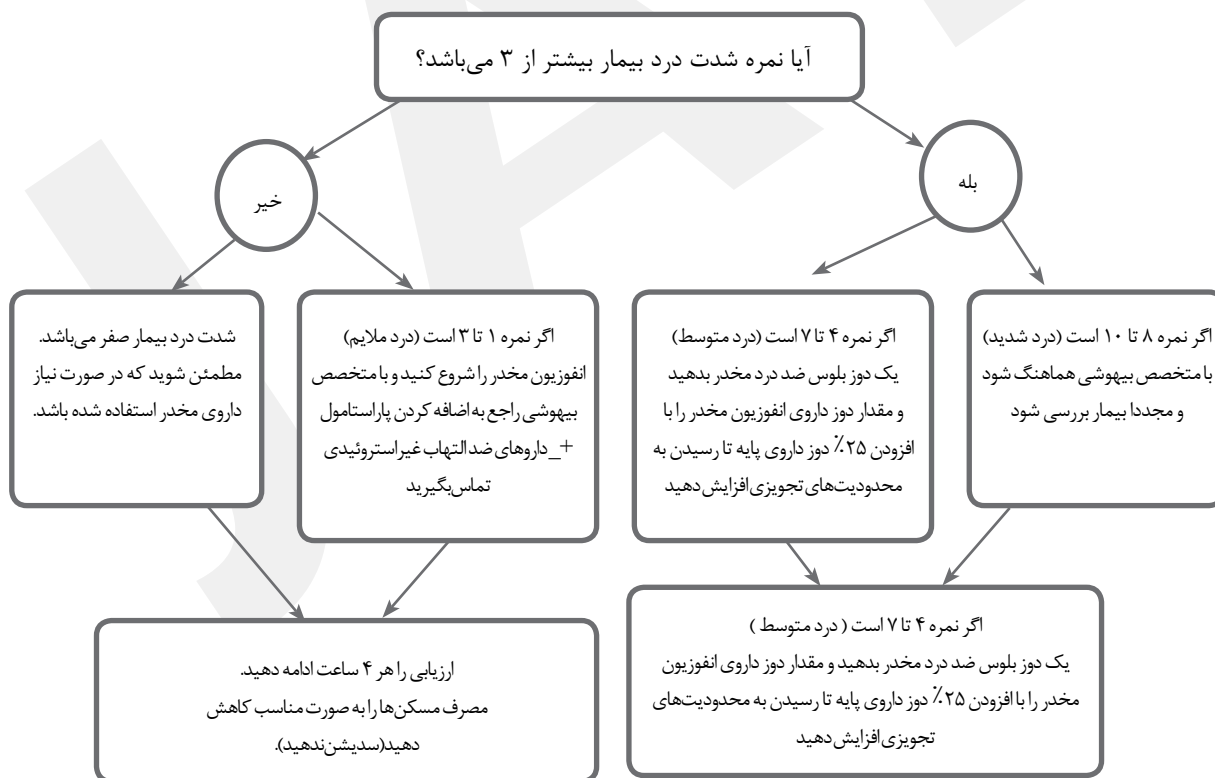 آیا نمره شدت درد بیمار بیشتر از ۳ می‌باشد؟
بله
خیر
اگر نمره ۸ تا ۱۰ است (درد شدید)
با متخصص بیهوشی هماهنگ شود
و مجددا بیمار بررسی شود
اگر نمره ۴ تا ۷ است (درد متوسط)
یک دوز بلوس ضد درد مخدر بدهید
و مقدار دوز داروی انفوزیون مخدر را با
افزودن ۲۵٪ دوز داروی پایه تا رسیدن به
محدودیت‌های تجویزی افزایش دهید
اگر نمره ۱ تا ۳ است (درد ملایم)
انفوزیون مخدر را شروع کنید و با متخصص
بیهوشی راجع به اضافه کردن پاراستامول
+_داروهای ضدالتهاب غیراستروئیدی
تماس بگیرید
شدت درد بیمار صفر می‌باشد.
مطمئن شوید که در صورت نیاز
داروی مخدر استفاده شده باشد.
اگر نمره ۴ تا ۷ است ( درد متوسط )
یک دوز بلوس ضد درد مخدر بدهید و مقدار دوز داروی انفوزیون
مخدر را با افزودن ۲۵٪ دوز داروی پایه تا رسیدن به محدودیت‌های
تجویزی افزایش دهید
ارزیابی را هر ۴ ساعت ادامه دهید.
مصرف مسکن‌ها را به صورت مناسب کاهش
دهید(سدیشن ندهید).